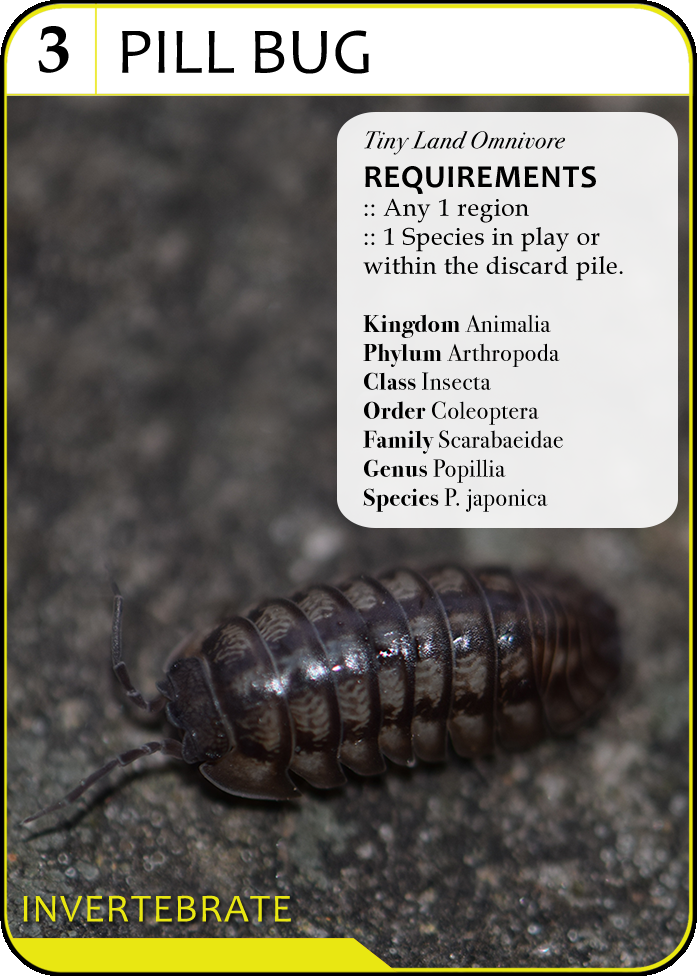 3 PILL BUG
Tiny Land Omnivore
REQUIREMENTS
:: Any 1 region
:: 1 Species in play or
within the discard pile.
Kingdom Animalia
Phylum Arthropoda
Class Insecta
Order Coleoptera
Family Scarabaeidae
Genus Popillia
Species P. japonica
INVERTEBRATE